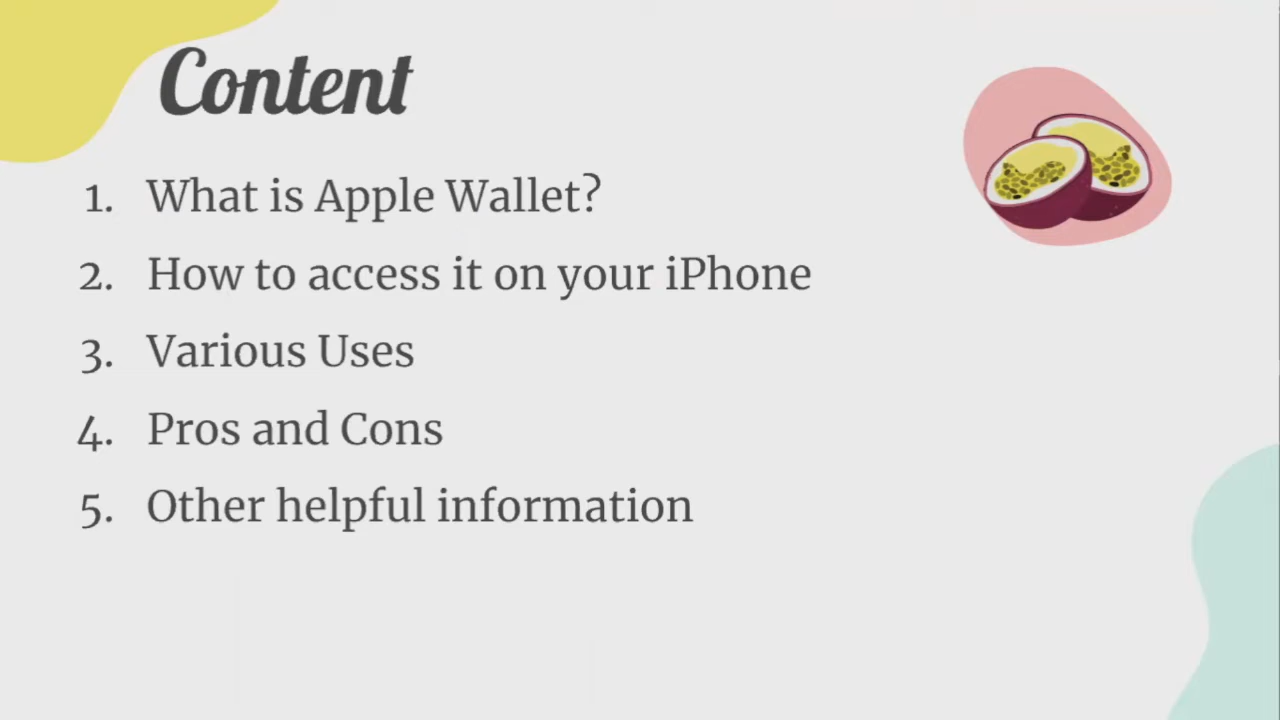 Content
1. What is Apple Wallet?
2. How to access it on your iPhone
3. Various Uses
4. Pros and Cons
5. Other helpful information